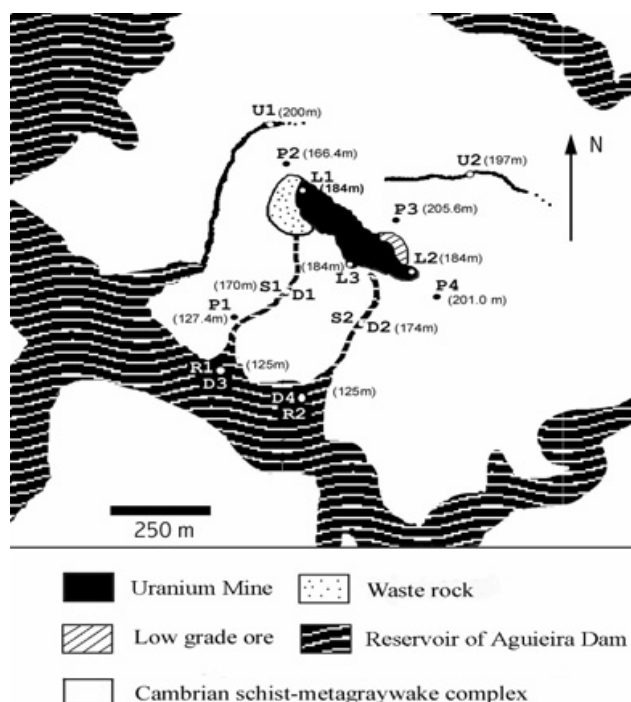 U1 (200m)
N
P2 (166.4m)
U2 (197m)
L1
(184m)
P3
(205.6m)
(184m) L2 (184m)
L3
(170m) S1
D1
P4
(201.0 m)
P1
(127.4m)
S2
D2 (174m)
R1 (125m)
D3
D4 (125m)
R2
250 m
Uranium Mine
Waste rock
Low grade ore
Reservoir of Aguieira Dam
Cambrian schist-metagraywake complex